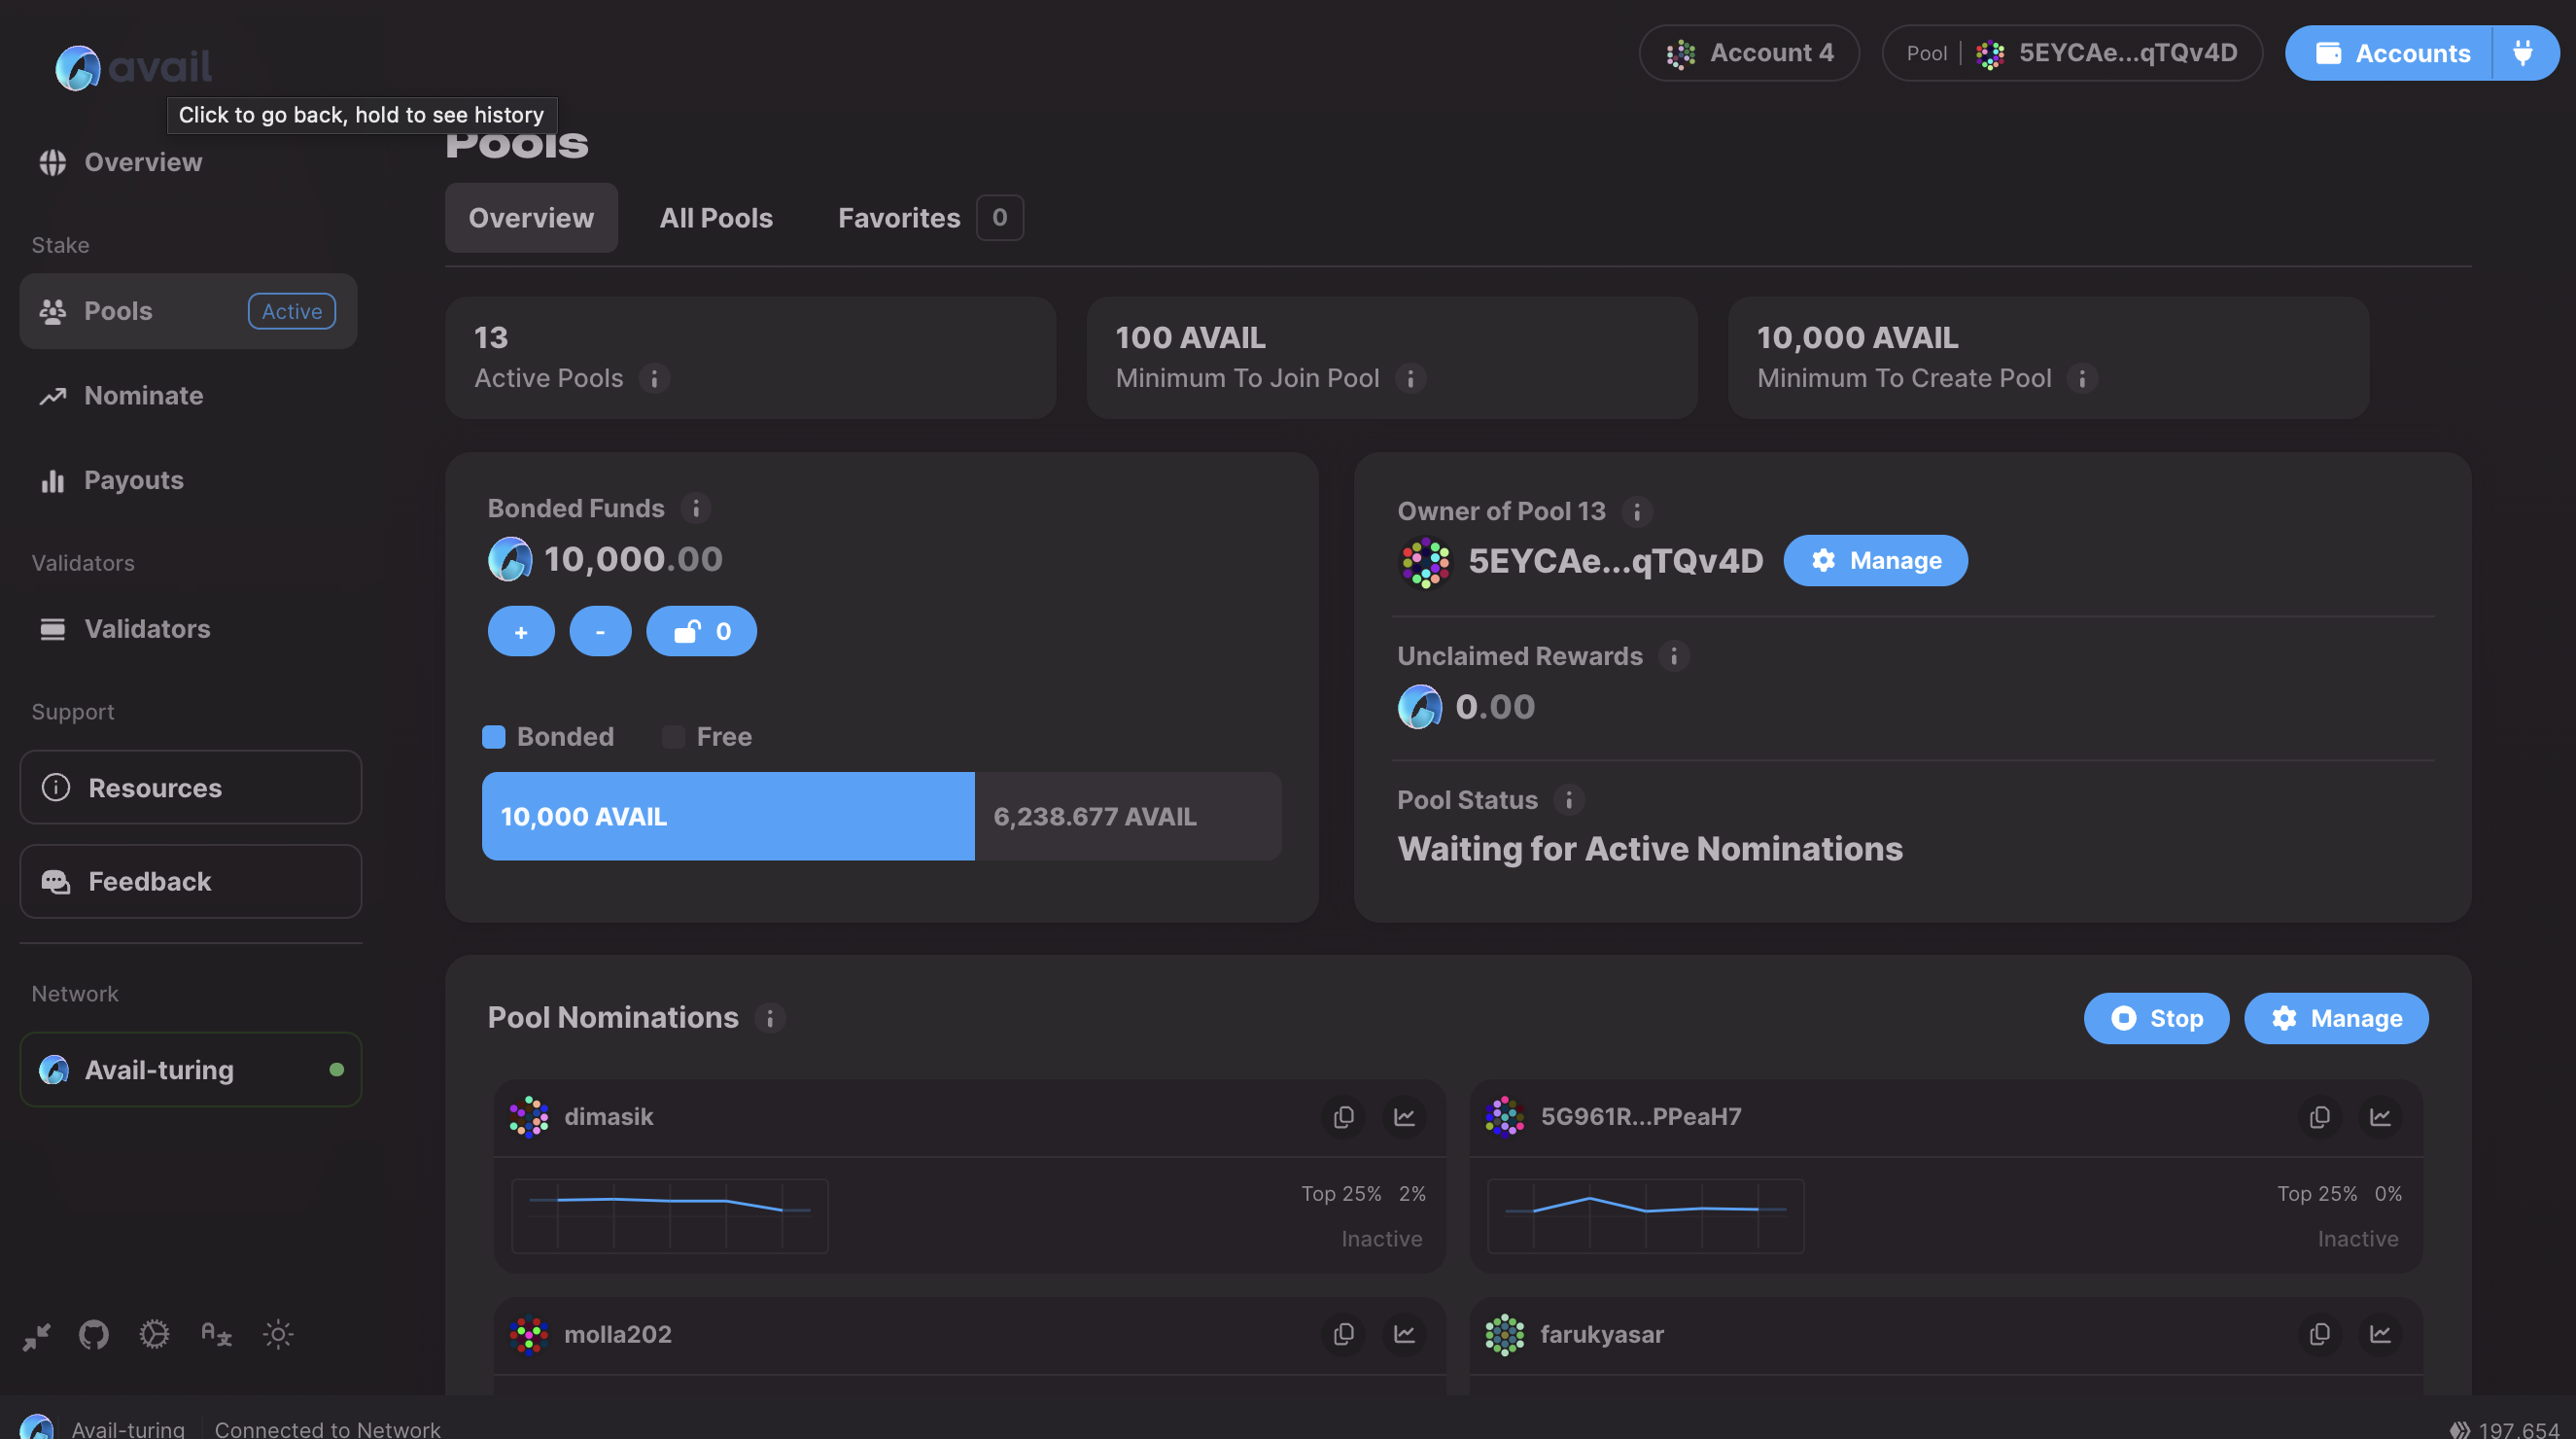 avail
Account 4
Pool
5EYCAe...qTQv4D
Accounts
Click to go back, hold to see history
Overview
Stake
Pools
Active
Nominate
Payouts
Validators
Validators
Support
Resources
Feedback
Network
Avail-turing
Pools
Overview
All Pools
Favorites
0
13
Active Pools
100 AVAIL
Minimum To Join Pool
10,000 AVAIL
Minimum To Create Pool
Bonded Funds
10,000.00
+
-
0
Bonded
Free
10,000 AVAIL
6,238.677 AVAIL
Owner of Pool 13
5EYCAe...qTQv4D
Manage
Unclaimed Rewards
0.00
Pool Status
Waiting for Active Nominations
Pool Nominations
Stop
Manage
dimasik
Top 25% 2%
Inactive
5G961R...PPeaH7
Top 25% 0%
Inactive
molla202
farukyasar
Avail-turing
Connected to Network
197,654